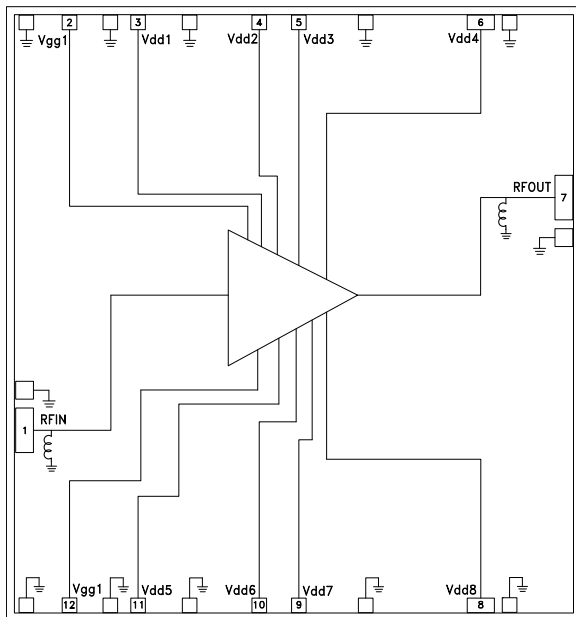 2 3 4 5 6
Vgg1 Vdd1 Vdd2 Vdd3 Vdd4
RFOUT
7
RFIN
1
Vgg1 Vdd5 Vdd6 Vdd7 Vdd8
12 11 10 9 8